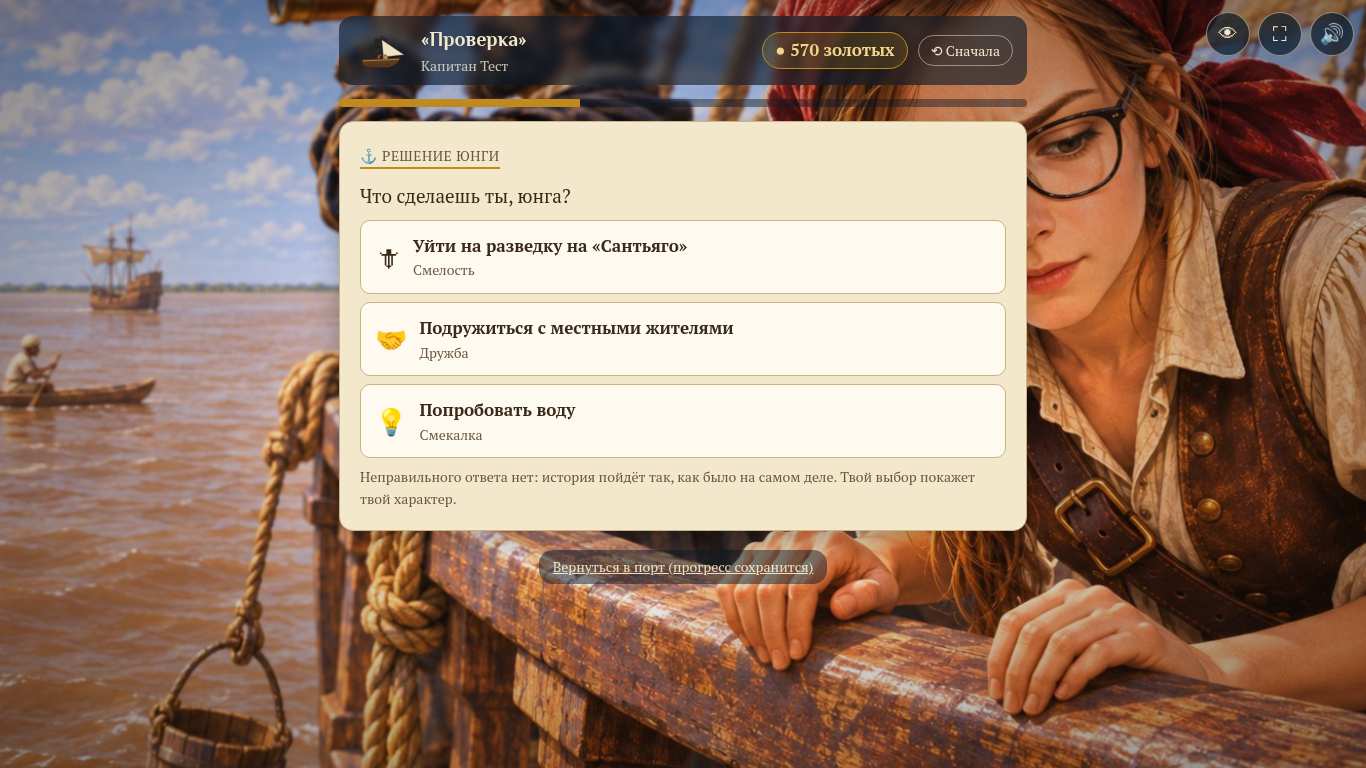 «Проверка»
Капитан Тест
● 570 золотых
⟲ Сначала
⚓ РЕШЕНИЕ ЮНГИ
Что сделаешь ты, юнга?
Уйти на разведку на «Сантьяго»
Смелость
Подружиться с местными жителями
Дружба
Попробовать воду
Смекалка
Неправильного ответа нет: история пойдёт так, как было на самом деле. Твой выбор покажет
твой характер.
Вернуться в порт (прогресс сохранится)